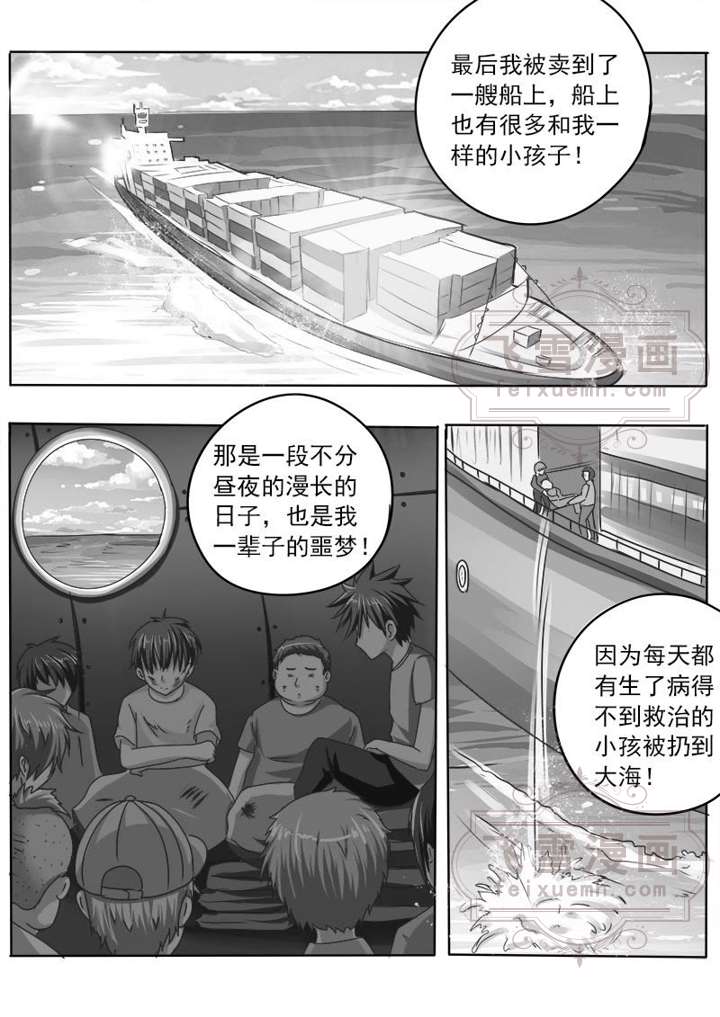 最后我被卖到了
一艘船上，船上
也有很多和我一
样的小孩子！
飞雪漫画
feixuemh.com
那是一段不分
昼夜的漫长的
日子，也是我
一辈子的噩梦！
因为每天都
有生了病得
不到救治的
小孩被扔到
大海！
飞雪漫画
feixuemh.com